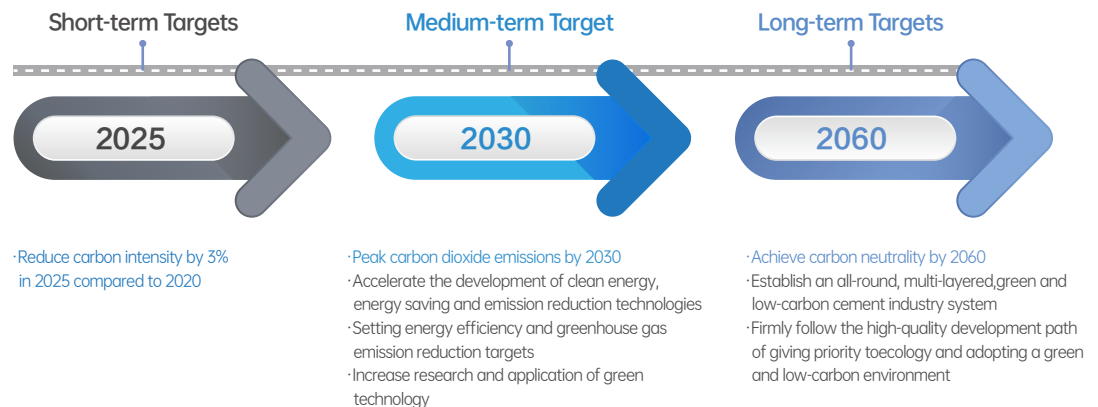 Short-term Targets
Medium-term Target
Long-term Targets
2025
2030
2060
·Reduce carbon intensity by 3%
in 2025 compared to 2020
·Peak carbon dioxide emissions by 2030
·Accelerate the development of clean energy,
energy saving and emission reduction technologies
·Setting energy efficiency and greenhouse gas
emission reduction targets
·Increase research and application of green
technology
·Achieve carbon neutrality by 2060
·Establish an all-round, multi-layered,green and
low-carbon cement industry system
·Firmly follow the high-quality development path
of giving priority toecology and adopting a green
and low-carbon environment